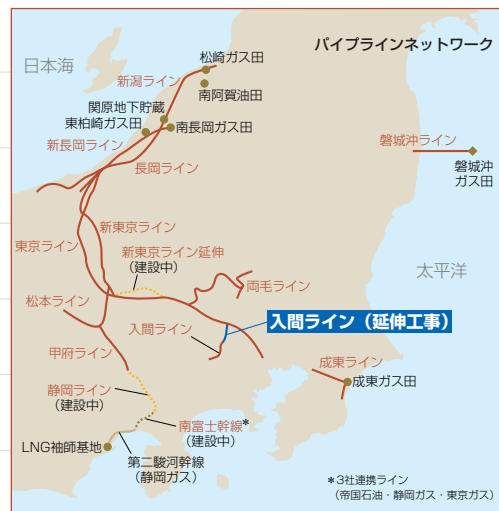 パイプラインネットワーク
日本海
松崎ガス田
新潟ライン
南阿賀油田
関原地下貯蔵
東柏崎ガス田
南長岡ガス田
新長岡ライン
長岡ライン
磐城沖ライン
磐城沖
ガス田
新東京ライン
東京ライン
新東京ライン延伸
(建設中)
両毛ライン
太平洋
松本ライン
入間ライン
入間ライン(延伸工事)
甲府ライン
成東ライン
成東ガス田
静岡ライン
(建設中)
南富士幹線*
(建設中)
LNG袖師基地
第二駿河幹線
(静岡ガス)
*3社連携ライン
(帝国石油・静岡ガス・東京ガス)